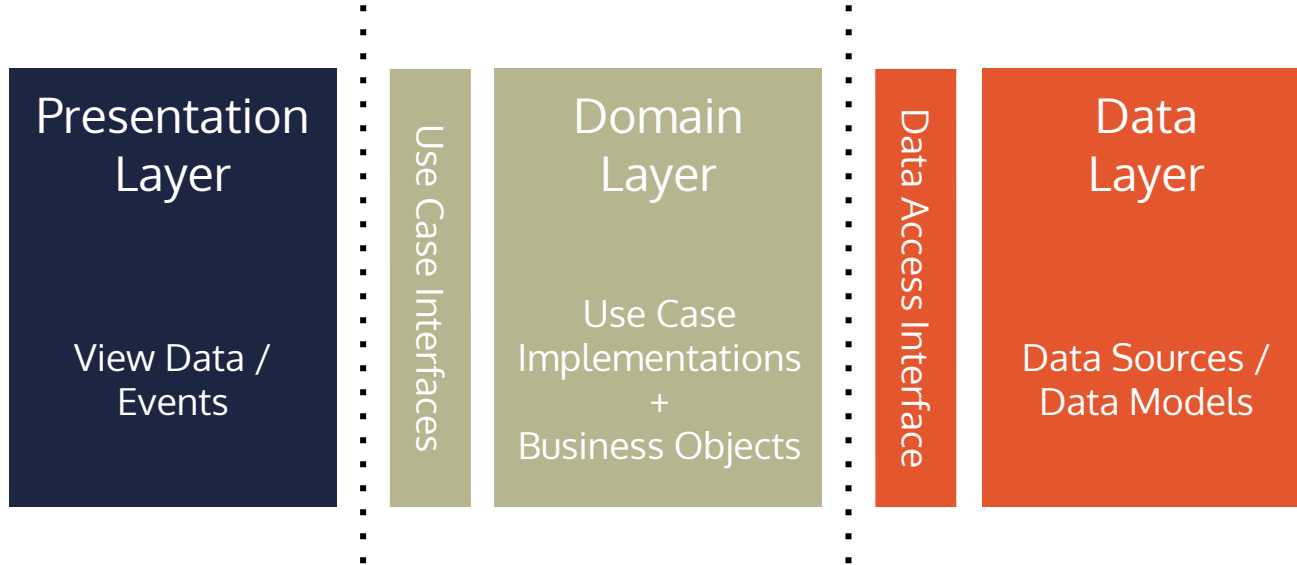 Presentation
Layer
View Data /
Events
Use Case Interfaces
Domain
Layer
Use Case
Implementations
+
Business Objects
Data Access Interface
Data
Layer
Data Sources /
Data Models